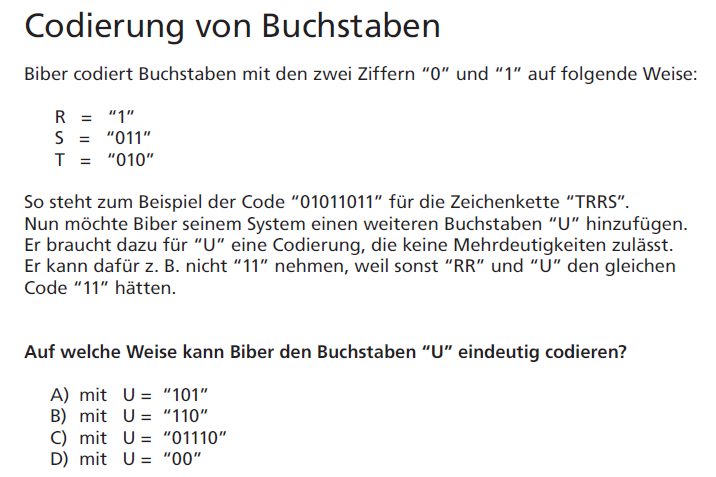 Codierung von Buchstaben
Biber codiert Buchstaben mit den zwei Ziffern “0” und “1” auf folgende Weise:
R = “1”
S = “011”
T = “010”
So steht zum Beispiel der Code “01011011” für die Zeichenkette “TRRS”.
Nun möchte Biber seinem System einen weiteren Buchstaben “U” hinzufügen.
Er braucht dazu für “U” eine Codierung, die keine Mehrdeutigkeiten zulässt.
Er kann dafür z. B. nicht “11” nehmen, weil sonst “RR” und “U” den gleichen
Code “11” hätten.
Auf welche Weise kann Biber den Buchstaben “U” eindeutig codieren?
A) mit U = “101”
B) mit U = “110”
C) mit U = “01110”
D) mit U = “00”